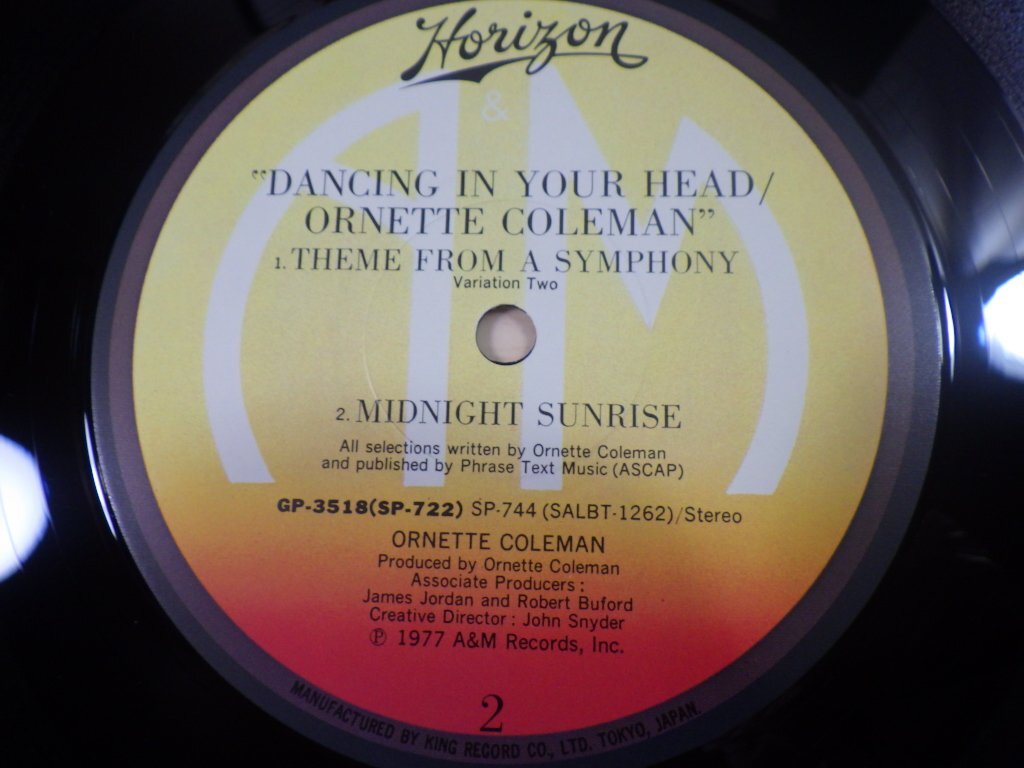 Horizon
&
AM
"DANCING IN YOUR HEAD/
ORNETTE COLEMAN"
1. THEME FROM A SYMPHONY
Variation Two
2. MIDNIGHT SUNRISE
All selections written by Ornette Coleman
and published by Phrase Text Music (ASCAP)
GP-3518(SP-722) SP-744 (SALBT-1262)/Stereo
ORNETTE COLEMAN
Produced by Ornette Coleman
Associate Producers:
James Jordan and Robert Buford
Creative Director: John Snyder
℗ 1977 A&M Records, Inc.
2
MANUFACTURED BY KING RECORD CO., LTD. TOKYO, JAPAN.